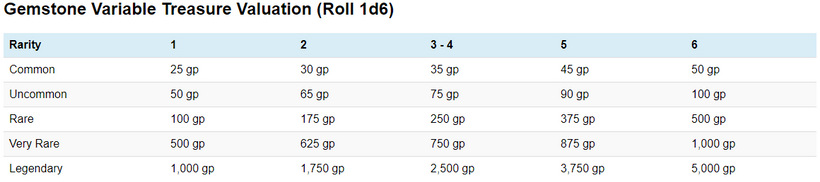 Gemstone Variable Treasure Valuation (Roll 1d6)
Rarity 1 2 3 - 4 5 6
Common 25 gp 30 gp 35 gp 45 gp 50 gp
Uncommon 50 gp 65 gp 75 gp 90 gp 100 gp
Rare 100 gp 175 gp 250 gp 375 gp 500 gp
Very Rare 500 gp 625 gp 750 gp 875 gp 1,000 gp
Legendary 1,000 gp 1,750 gp 2,500 gp 3,750 gp 5,000 gp